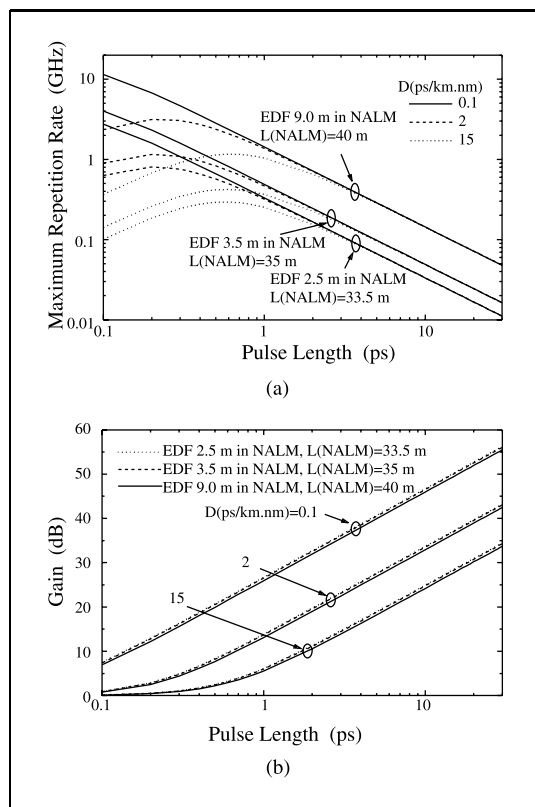 Maximum Repetition Rate (GHz)
10
1
0.1
0.01
EDF 9.0 m in NALM
L(NALM)=40 m
D(ps/km.nm)
0.1
2
15
EDF 3.5 m in NALM
L(NALM)=35 m
EDF 2.5 m in NALM
L(NALM)=33.5 m
0.1
1
10
Pulse Length (ps)
(a)
Gain (dB)
60
50
40
30
20
10
0
EDF 2.5 m in NALM, L(NALM)=33.5 m
EDF 3.5 m in NALM, L(NALM)=35 m
EDF 9.0 m in NALM, L(NALM)=40 m
D(ps/km.nm)=0.1
2
15
0.1
1
10
Pulse Length (ps)
(b)